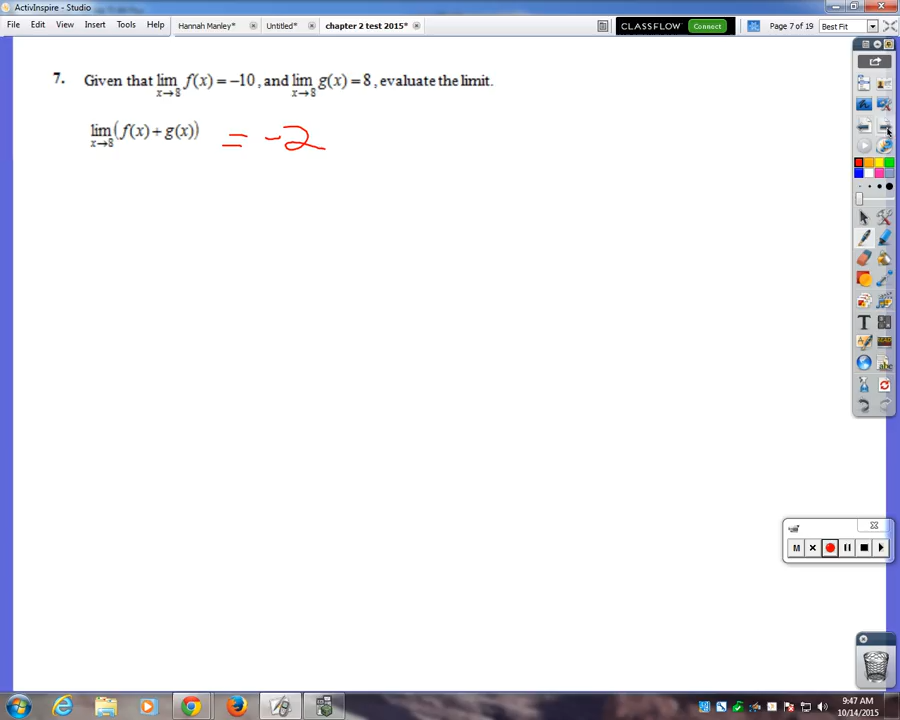 ActivInspire - Studio
File Edit View Insert Tools Help
Hannah Manley* Untitled* chapter 2 test 2015*
CLASSFLOW Connect Page 7 of 19 Best Fit
7. Given that lim x→8 f(x) = −10, and lim x→8 g(x) = 8, evaluate the limit.
lim x→8 (f(x) + g(x)) = -2
M
9:47 AM
10/14/2015